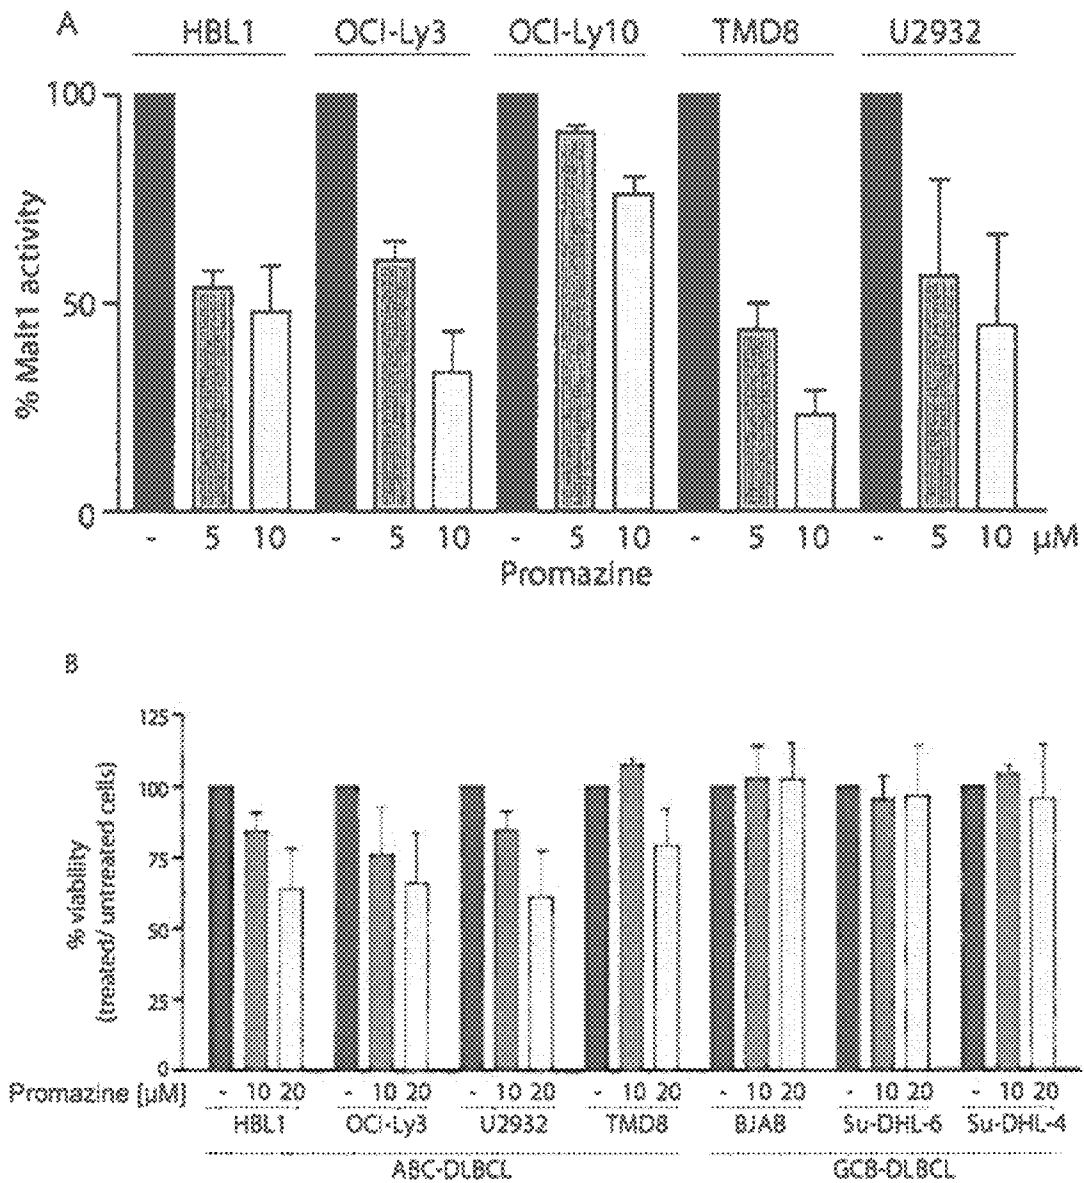 A
HBL1 OCI-Ly3 OCI-Ly10 TMD8 U2932
100
50
0
% Malt1 activity
- 5 10 - 5 10 - 5 10 - 5 10 - 5 10 µM
Promazine
B
125
100
75
50
25
0
% viability
(treated/ untreated cells)
Promazine [µM] - 10 20 - 10 20 - 10 20 - 10 20 - 10 20 - 10 20 - 10 20
HBL1 OCI-Ly3 U2932 TMD8 BJAB Su-DHL-6 Su-DHL-4
ABC-DLBCL GCB-DLBCL